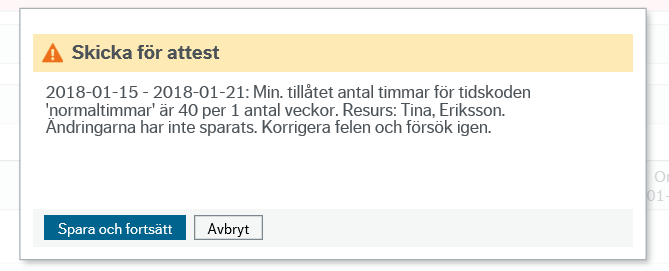 Skicka för attest
2018-01-15 - 2018-01-21: Min. tillåtet antal timmar för tidskoden
'normaltimmar' är 40 per 1 antal veckor. Resurs: Tina, Eriksson.
Ändringarna har inte sparats. Korrigera felen och försök igen.
Spara och fortsätt
Avbryt